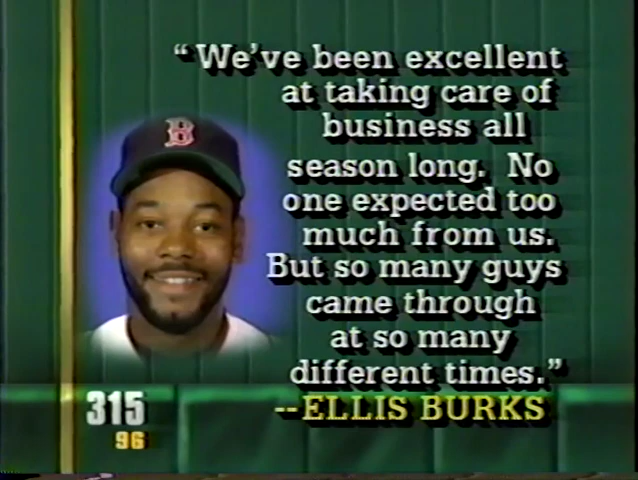 “We’ve been excellent
at taking care of
business all
season long. No
one expected too
much from us.
But so many guys
came through
at so many
different times.”
--ELLIS BURKS
B
315
96